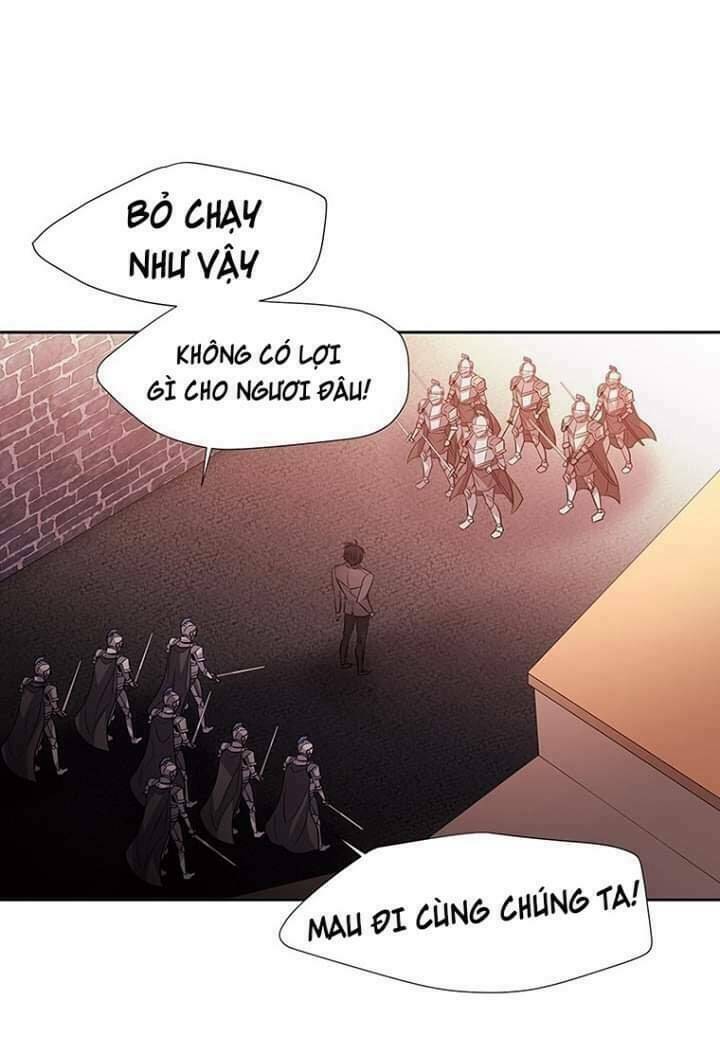 BỎ CHẠY
NHƯ VẬY
KHÔNG CÓ LỢI
GÌ CHO NGƯƠI ĐÂU!
MAU ĐI CÙNG CHÚNG TA!